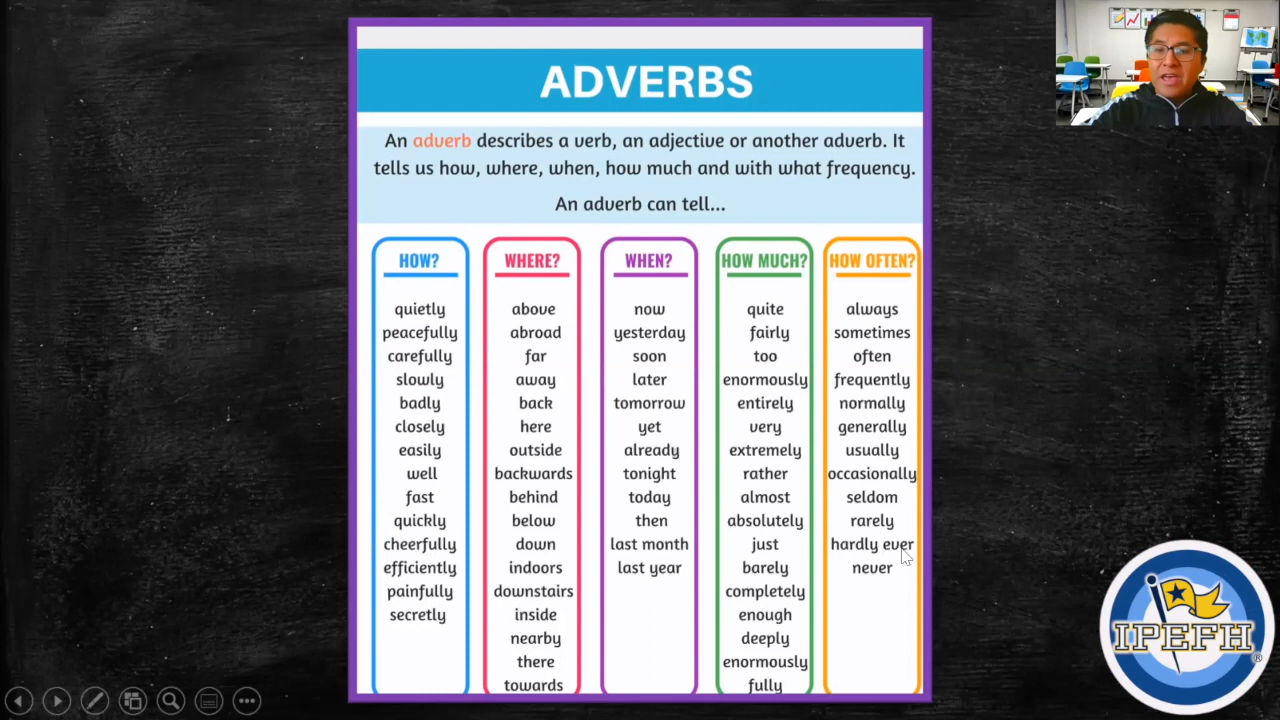 ADVERBS
An adverb describes a verb, an adjective or another adverb. It
tells us how, where, when, how much and with what frequency.
An adverb can tell...
HOW?
quietly
peacefully
carefully
slowly
badly
closely
easily
well
fast
quickly
cheerfully
efficiently
painfully
secretly
WHERE?
above
abroad
far
away
back
here
outside
backwards
behind
below
down
indoors
downstairs
inside
nearby
there
towards
WHEN?
now
yesterday
soon
later
tomorrow
yet
already
tonight
today
then
last month
last year
HOW MUCH?
quite
fairly
too
enormously
entirely
very
extremely
rather
almost
absolutely
just
barely
completely
enough
deeply
enormously
fully
HOW OFTEN?
always
sometimes
often
frequently
normally
generally
usually
occasionally
seldom
rarely
hardly ever
never
IPEFH
®